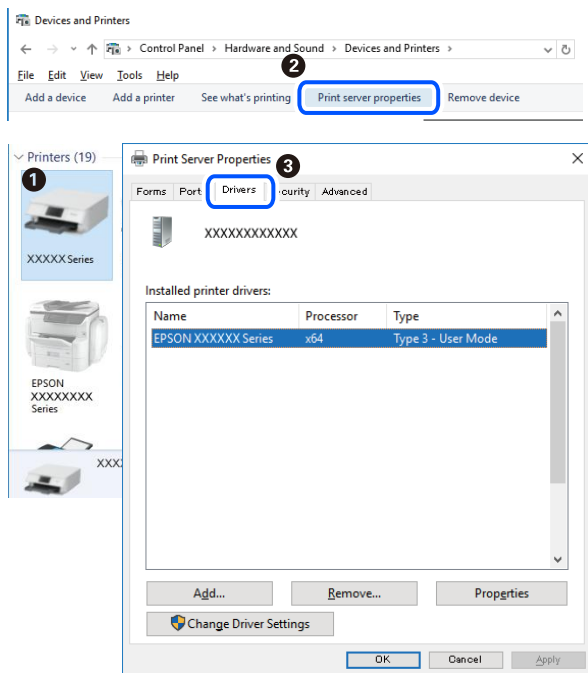 Devices and Printers
Control Panel > Hardware and Sound > Devices and Printers >
2
File Edit View Tools Help
Add a device Add a printer See what's printing Print server properties Remove device
Printers (19)
1
XXXXX Series
EPSON
XXXXXXXX
Series
XXX
Print Server Properties
3
Forms Port Drivers curity Advanced
XXXXXXXXXXXX
Installed printer drivers:
Name Processor Type
EPSON XXXXXX Series x64 Type 3 - User Mode
Add... Remove... Properties
Change Driver Settings
OK Cancel Apply